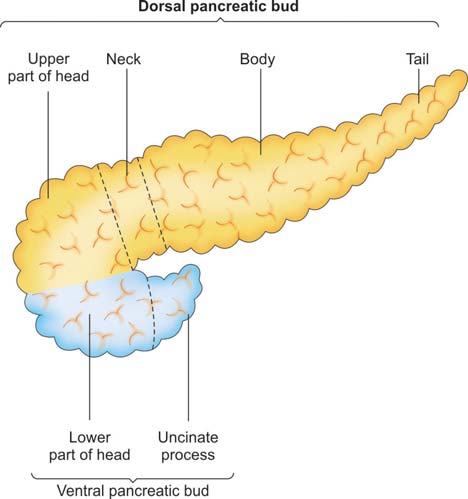 Dorsal pancreatic bud
Upper
part of head
Neck
Body
Tail
Lower
part of head
Uncinate
process
Ventral pancreatic bud